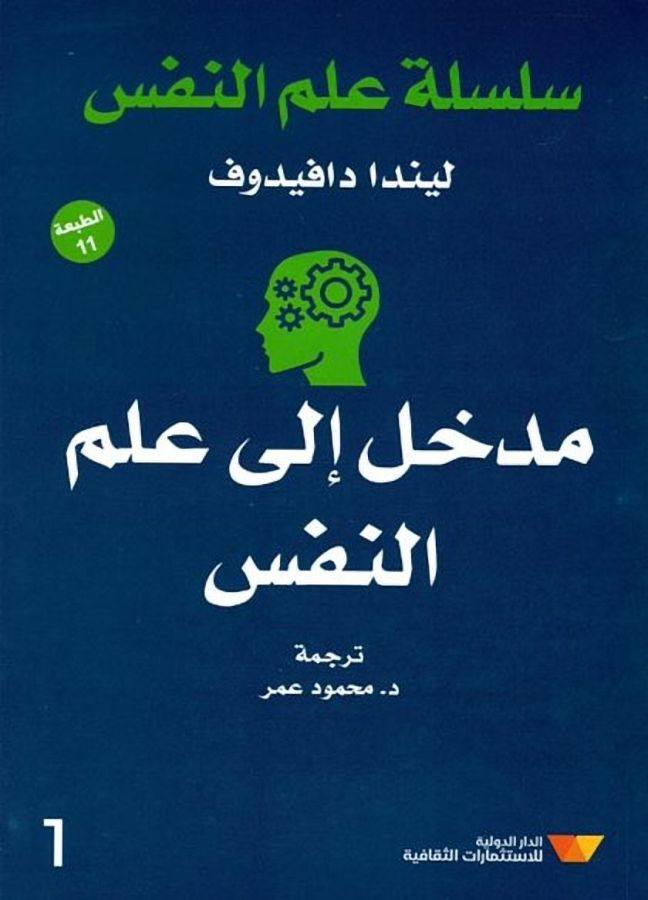 سلسلة علم النفس
ليندا دافيدوف
الطبعة
11
مدخل إلى علم
النفس
ترجمة
د. محمود عمر
1
الدار الدولية
للاستثمارات الثقافية